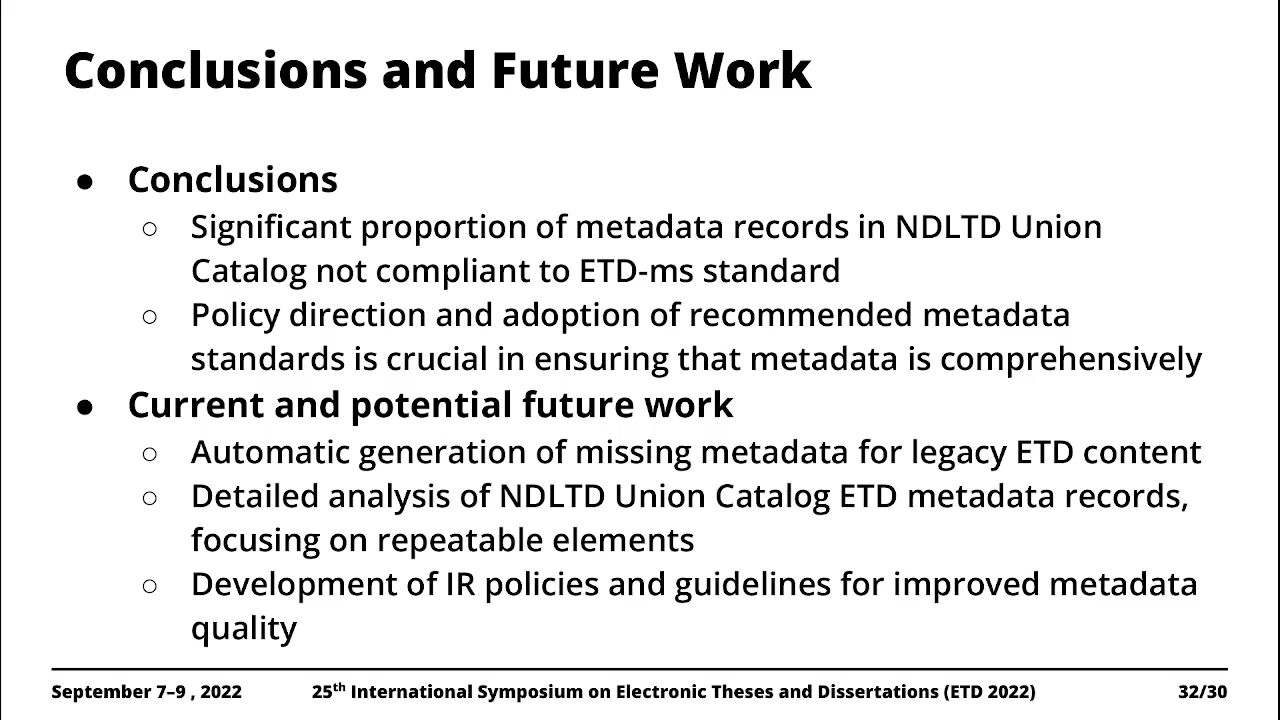 Conclusions and Future Work
● Conclusions
○ Significant proportion of metadata records in NDLTD Union
Catalog not compliant to ETD-ms standard
○ Policy direction and adoption of recommended metadata
standards is crucial in ensuring that metadata is comprehensively
● Current and potential future work
○ Automatic generation of missing metadata for legacy ETD content
○ Detailed analysis of NDLTD Union Catalog ETD metadata records,
focusing on repeatable elements
○ Development of IR policies and guidelines for improved metadata
quality
September 7–9 , 2022 25th International Symposium on Electronic Theses and Dissertations (ETD 2022) 32/30